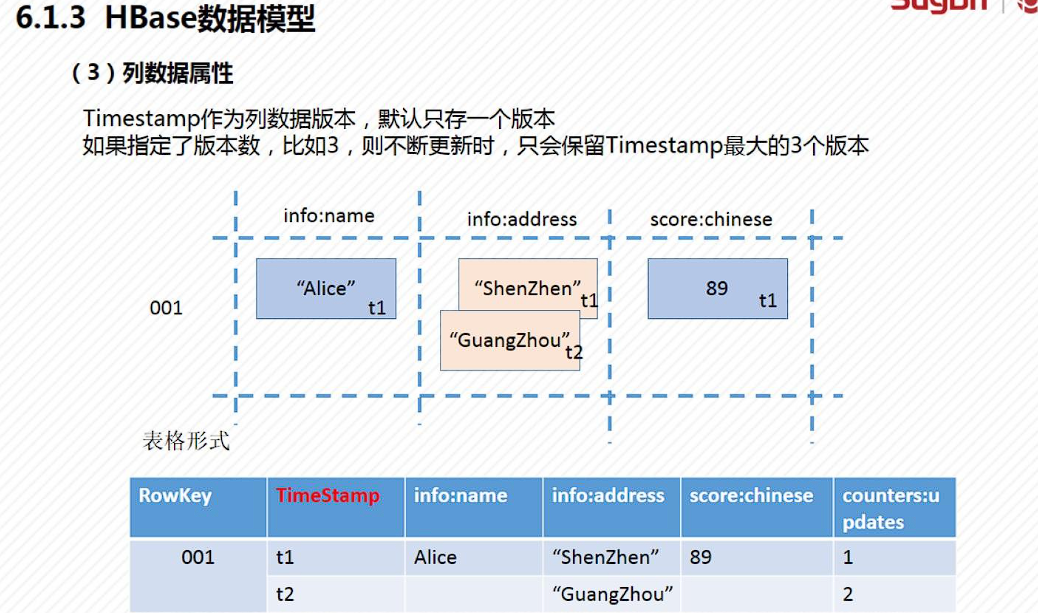 6.1.3 HBase数据模型
（3）列数据属性
Timestamp作为列数据版本，默认只存一个版本
如果指定了版本数，比如3，则不断更新时，只会保留Timestamp最大的3个版本
info:name info:address score:chinese
001 “Alice” t1 “ShenZhen” t1 89 t1
“GuangZhou” t2
表格形式
RowKey TimeStamp info:name info:address score:chinese counters:u
pdates
001 t1 Alice “ShenZhen” 89 1
t2 “GuangZhou” 2